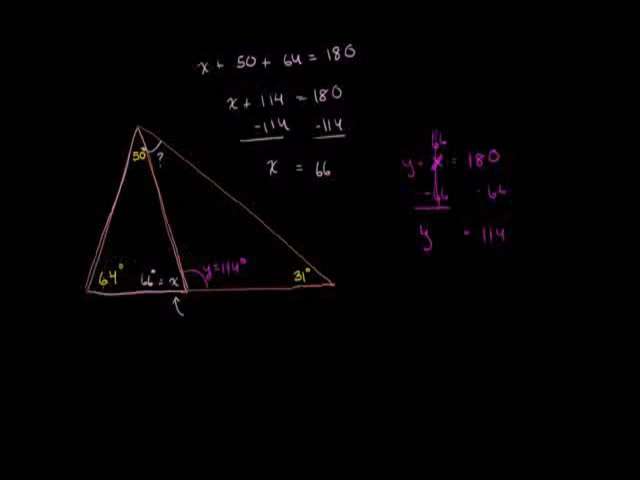 x + 50 + 64 = 180
x + 114 = 180
-114 -114
x = 66
50° ?
64° 66° = x y = 114° 31°
66
y + x = 180
-66 -66
y = 114